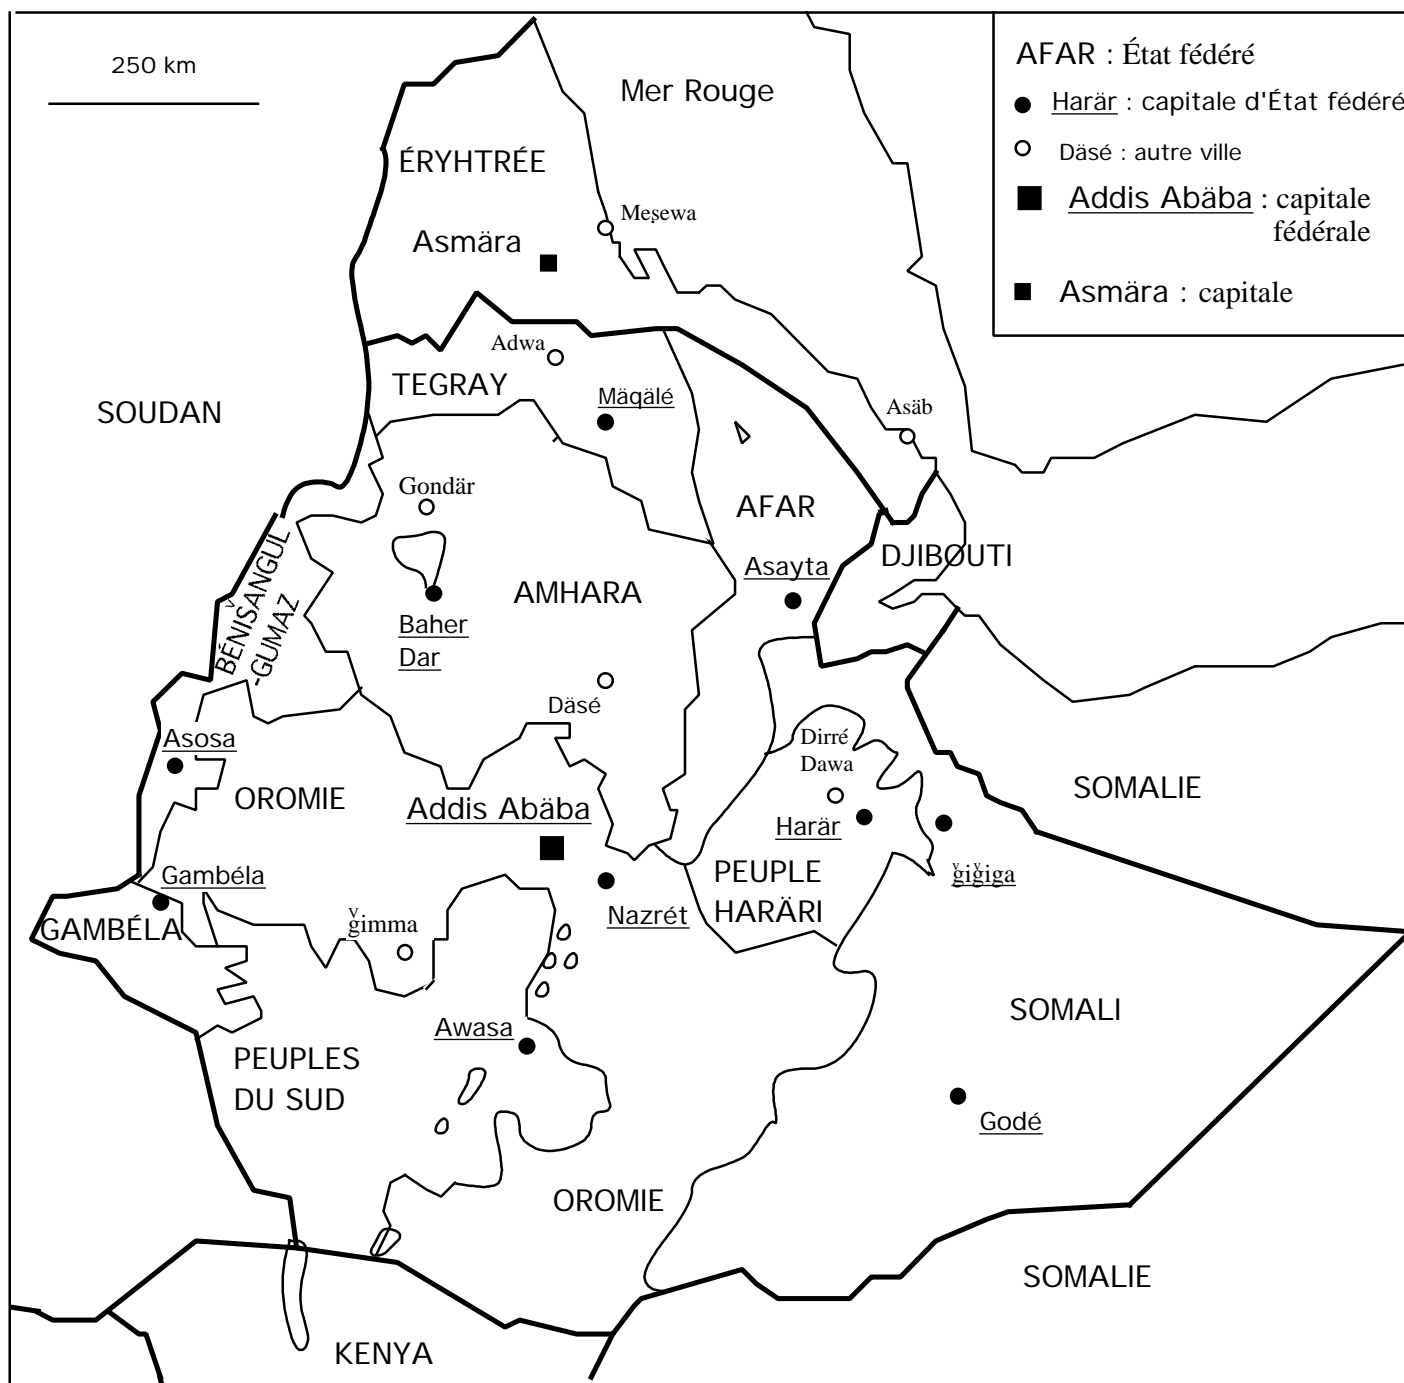 250 km
Mer Rouge
AFAR : État fédéré
Harär : capitale d'État fédéré
Däsé : autre ville
Addis Abäba : capitale
fédérale
Asmära : capitale
ÉRYHTRÉE
Meṣewa
Asmära
Adwa
TEGRAY
Mäqälé
SOUDAN
Asäb
Gondär
AFAR
DJIBOUTI
Asayta
AMHARA
BÉNIŠANGUL
-GUMAZ
Baher
Dar
Däsé
Asosa
Dirré
Dawa
SOMALIE
OROMIE
Addis Abäba
Harär
ǧiǧiga
PEUPLE
HARÄRI
Gambéla
Nazrét
GAMBÉLA
ǧimma
SOMALI
Awasa
PEUPLES
DU SUD
Godé
OROMIE
SOMALIE
KENYA